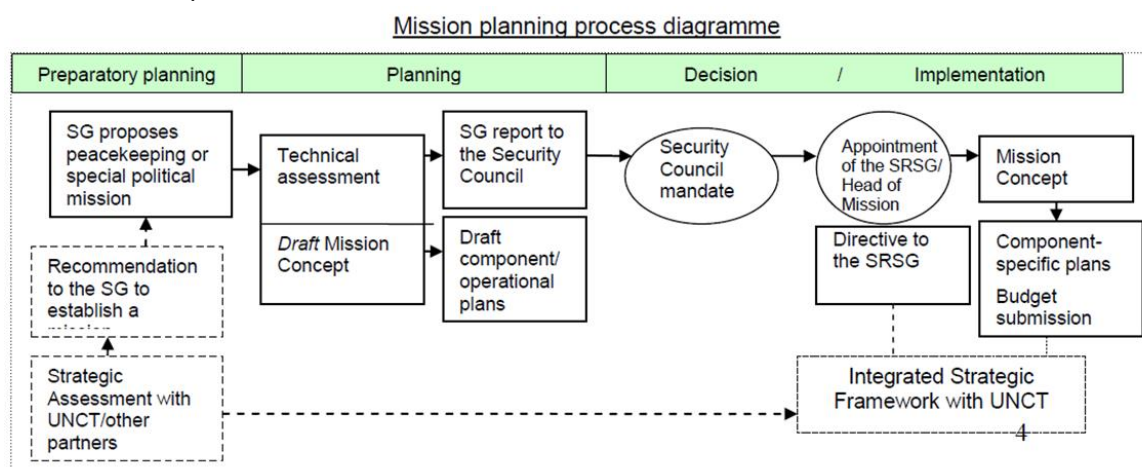 Mission planning process diagramme
Preparatory planning
Planning
Decision / Implementation
SG proposes
peacekeeping or
special political
mission
Technical
assessment
SG report to
the Security
Council
Security
Council
mandate
Appointment
of the SRSG/
Head of
Mission
Mission
Concept
Recommendation
to the SG to
establish a
Draft Mission
Concept
Draft
component/
operational
plans
Directive to
the SRSG
Component-
specific plans
Budget
submission
Strategic
Assessment with
UNCT/other
partners
Integrated Strategic
Framework with UNCT
4